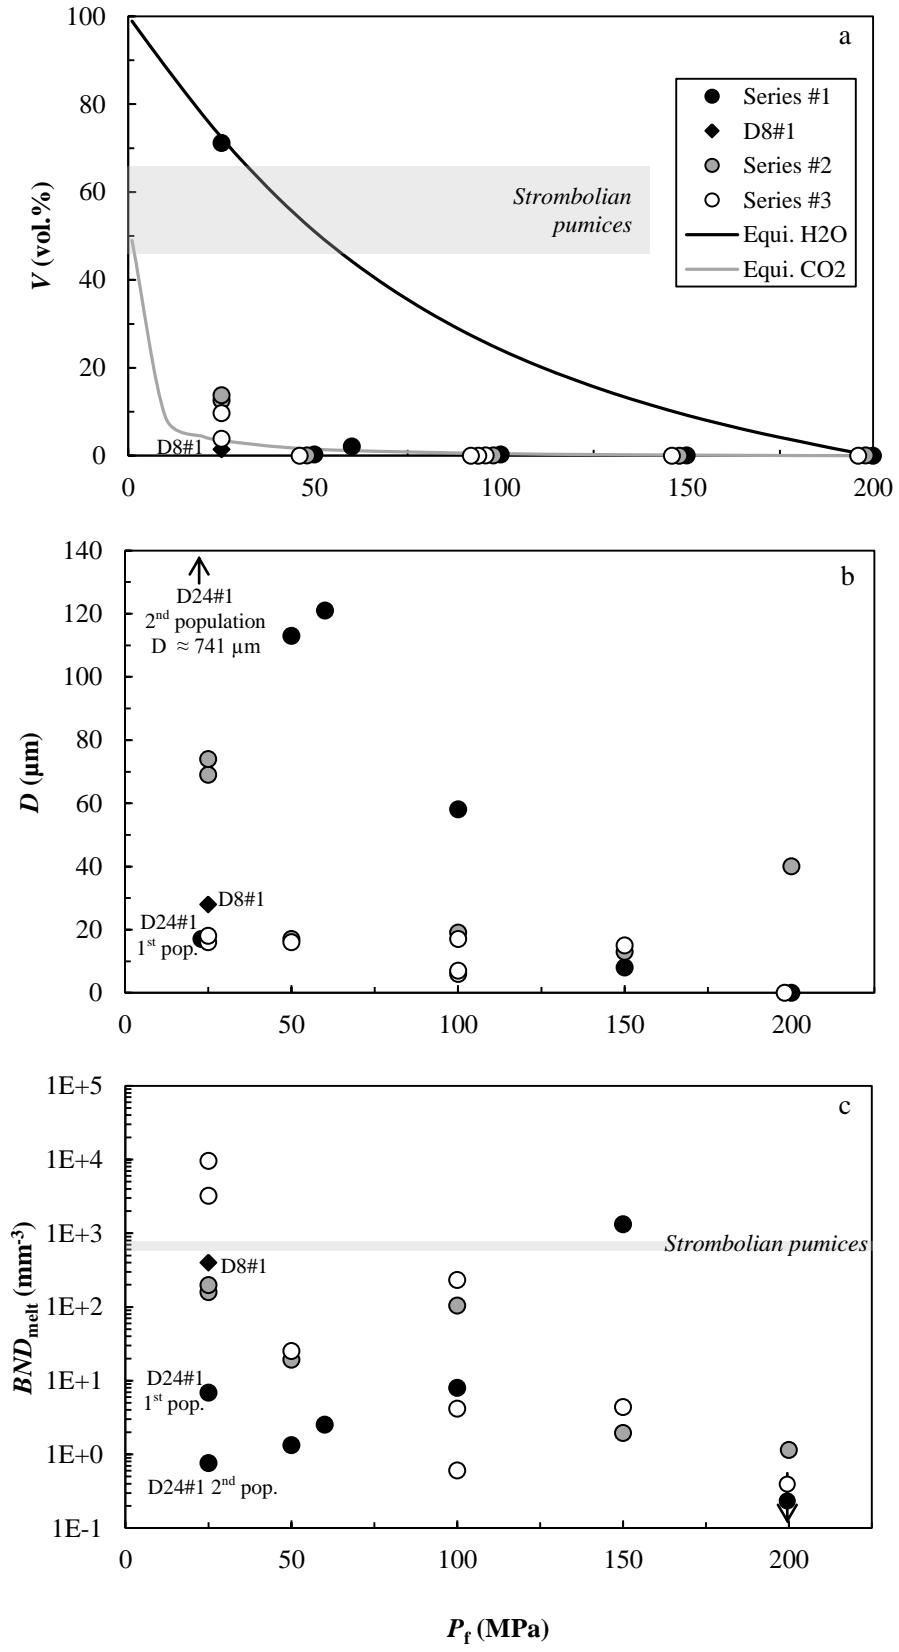 a
V (vol.%)
100
80
60
40
20
0
Series #1
D8#1
Series #2
Series #3
Equi. H2O
Equi. CO2
Strombolian
pumices
D8#1
0 50 100 150 200
b
D (µm)
140
120
100
80
60
40
20
0
D24#1
2nd population
D ≈ 741 µm
D8#1
D24#1
1st pop.
0 50 100 150 200
c
BNDmelt (mm-3)
1E+5
1E+4
1E+3
1E+2
1E+1
1E+0
1E-1
Strombolian pumices
D8#1
D24#1
1st pop.
D24#1 2nd pop.
0 50 100 150 200
Pf (MPa)